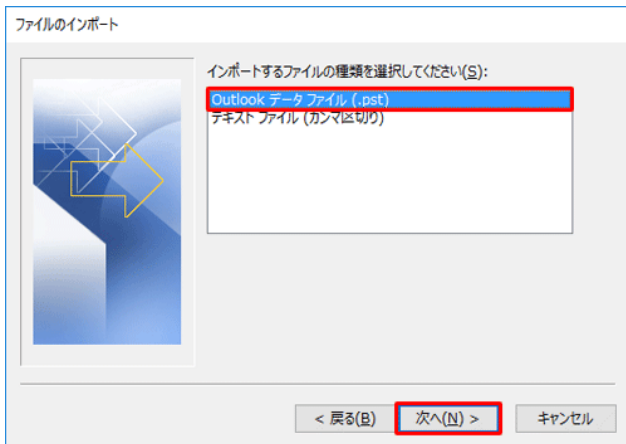 ファイルのインポート
インポートするファイルの種類を選択してください(S):
Outlook データ ファイル (.pst)
テキスト ファイル (カンマ区切り)
< 戻る(B)
次へ(N) >
キャンセル